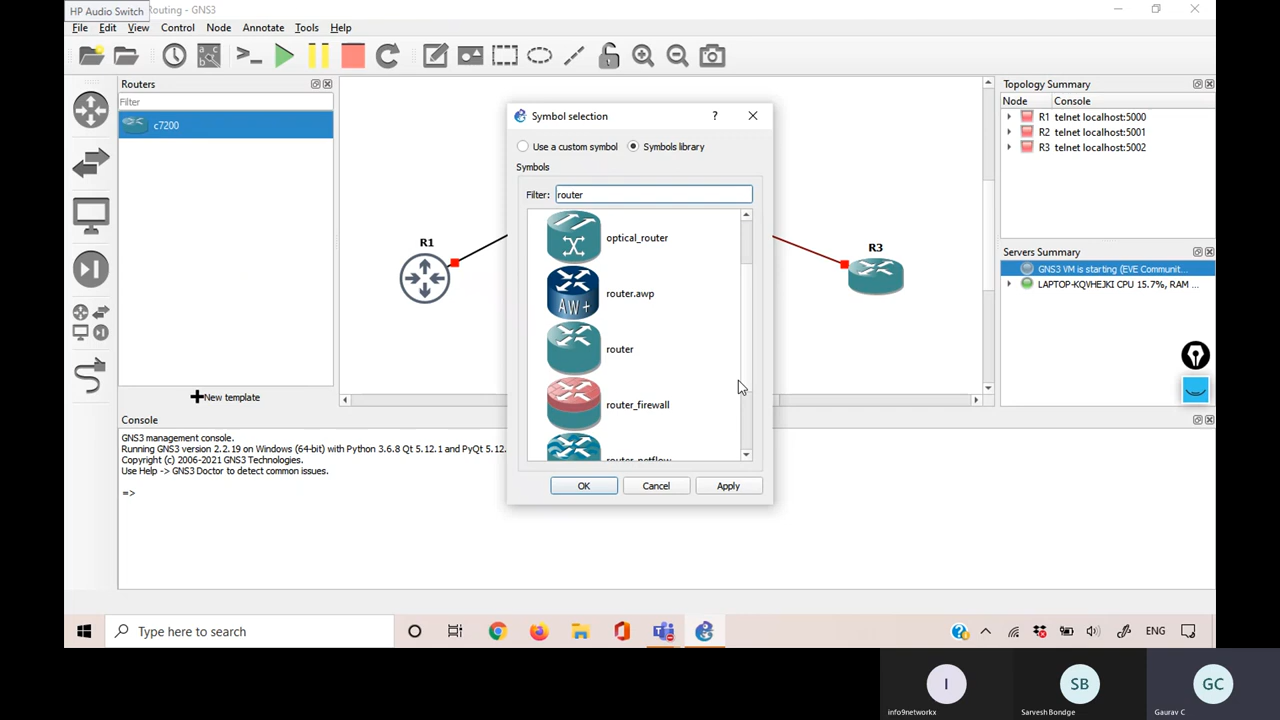 HP Audio Switch
Routing - GNS3
File Edit View Control Node Annotate Tools Help
Routers
Filter
c7200
New template
R1
R3
Symbol selection
?
Use a custom symbol
Symbols library
Symbols
Filter: router
optical_router
router.awp
AW+
router
router_firewall
router_netflow
OK
Cancel
Apply
Topology Summary
Node Console
R1 telnet localhost:5000
R2 telnet localhost:5001
R3 telnet localhost:5002
Servers Summary
GNS3 VM is starting (EVE Communit...
LAPTOP-KQVHEJKI CPU 15.7%, RAM ...
Console
GNS3 management console.
Running GNS3 version 2.2.19 on Windows (64-bit) with Python 3.6.8 Qt 5.12.1 and PyQt 5.12.
Copyright (c) 2006-2021 GNS3 Technologies.
Use Help -> GNS3 Doctor to detect common issues.
=>
Type here to search
ENG
I
info9networkx
SB
Sarvesh Bondge
GC
Gaurav C